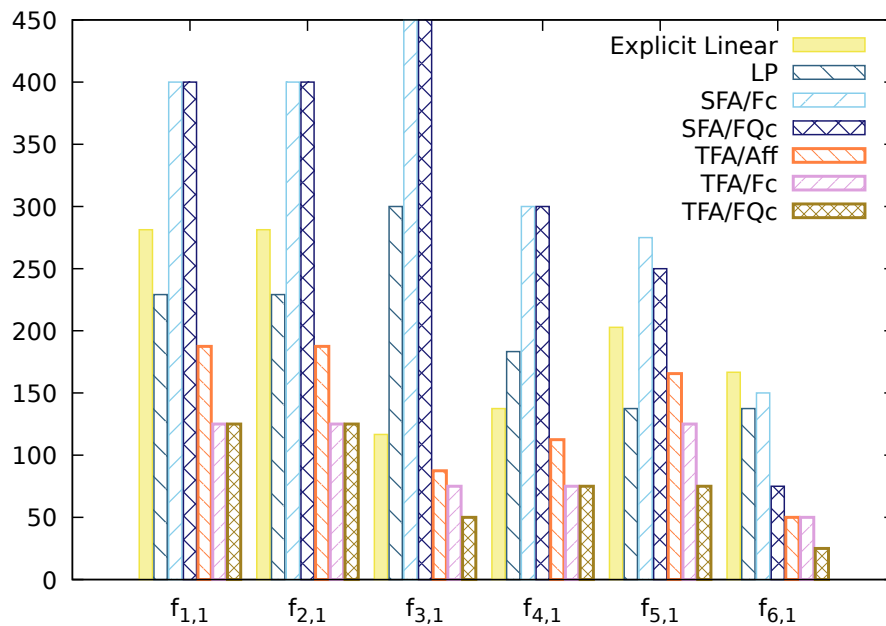 450
400
350
300
250
200
150
100
50
0
Explicit Linear
LP
SFA/Fc
SFA/FQc
TFA/Aff
TFA/Fc
TFA/FQc
f1,1 f2,1 f3,1 f4,1 f5,1 f6,1